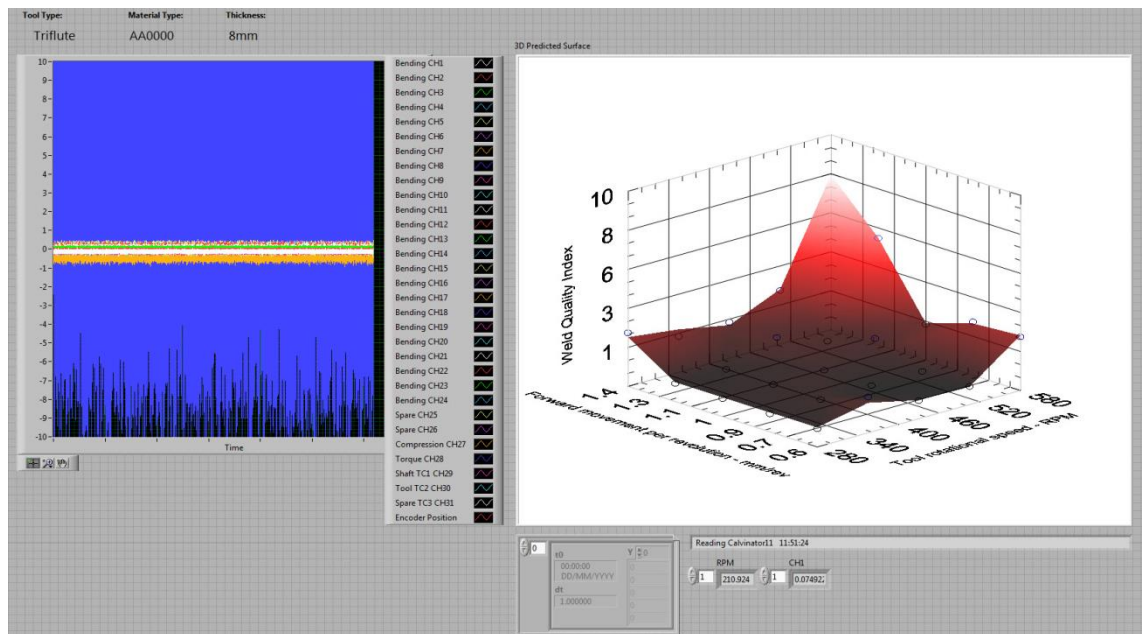 Tool Type: Material Type: Thickness:
Triflute AA0000 8mm
3D Predicted Surface
10
9
8
7
6
5
4
3
2
1
0
-1
-2
-3
-4
-5
-6
-7
-8
-9
-10
Time
Bending CH1
Bending CH2
Bending CH3
Bending CH4
Bending CH5
Bending CH6
Bending CH7
Bending CH8
Bending CH9
Bending CH10
Bending CH11
Bending CH12
Bending CH13
Bending CH14
Bending CH15
Bending CH16
Bending CH17
Bending CH18
Bending CH19
Bending CH20
Bending CH21
Bending CH22
Bending CH23
Bending CH24
Spare CH25
Spare CH26
Compression CH27
Torque CH28
Shaft TC1 CH29
Tool TC2 CH30
Spare TC3 CH31
Encoder Position
10
8
6
3
1
Weld Quality Index
1.4
1.3
1.1
1
0.9
0.7
0.6
Forward movement per revolution - mm/rev
280
340
400
460
520
580
Tool rotational speed - RPM
0
t0
00:00:00
DD/MM/YYYY
dt
1.000000
Y 0
0
0
0
0
0
Reading Calvinator11 11:51:24
RPM CH1
1 210.924 1 0.07492